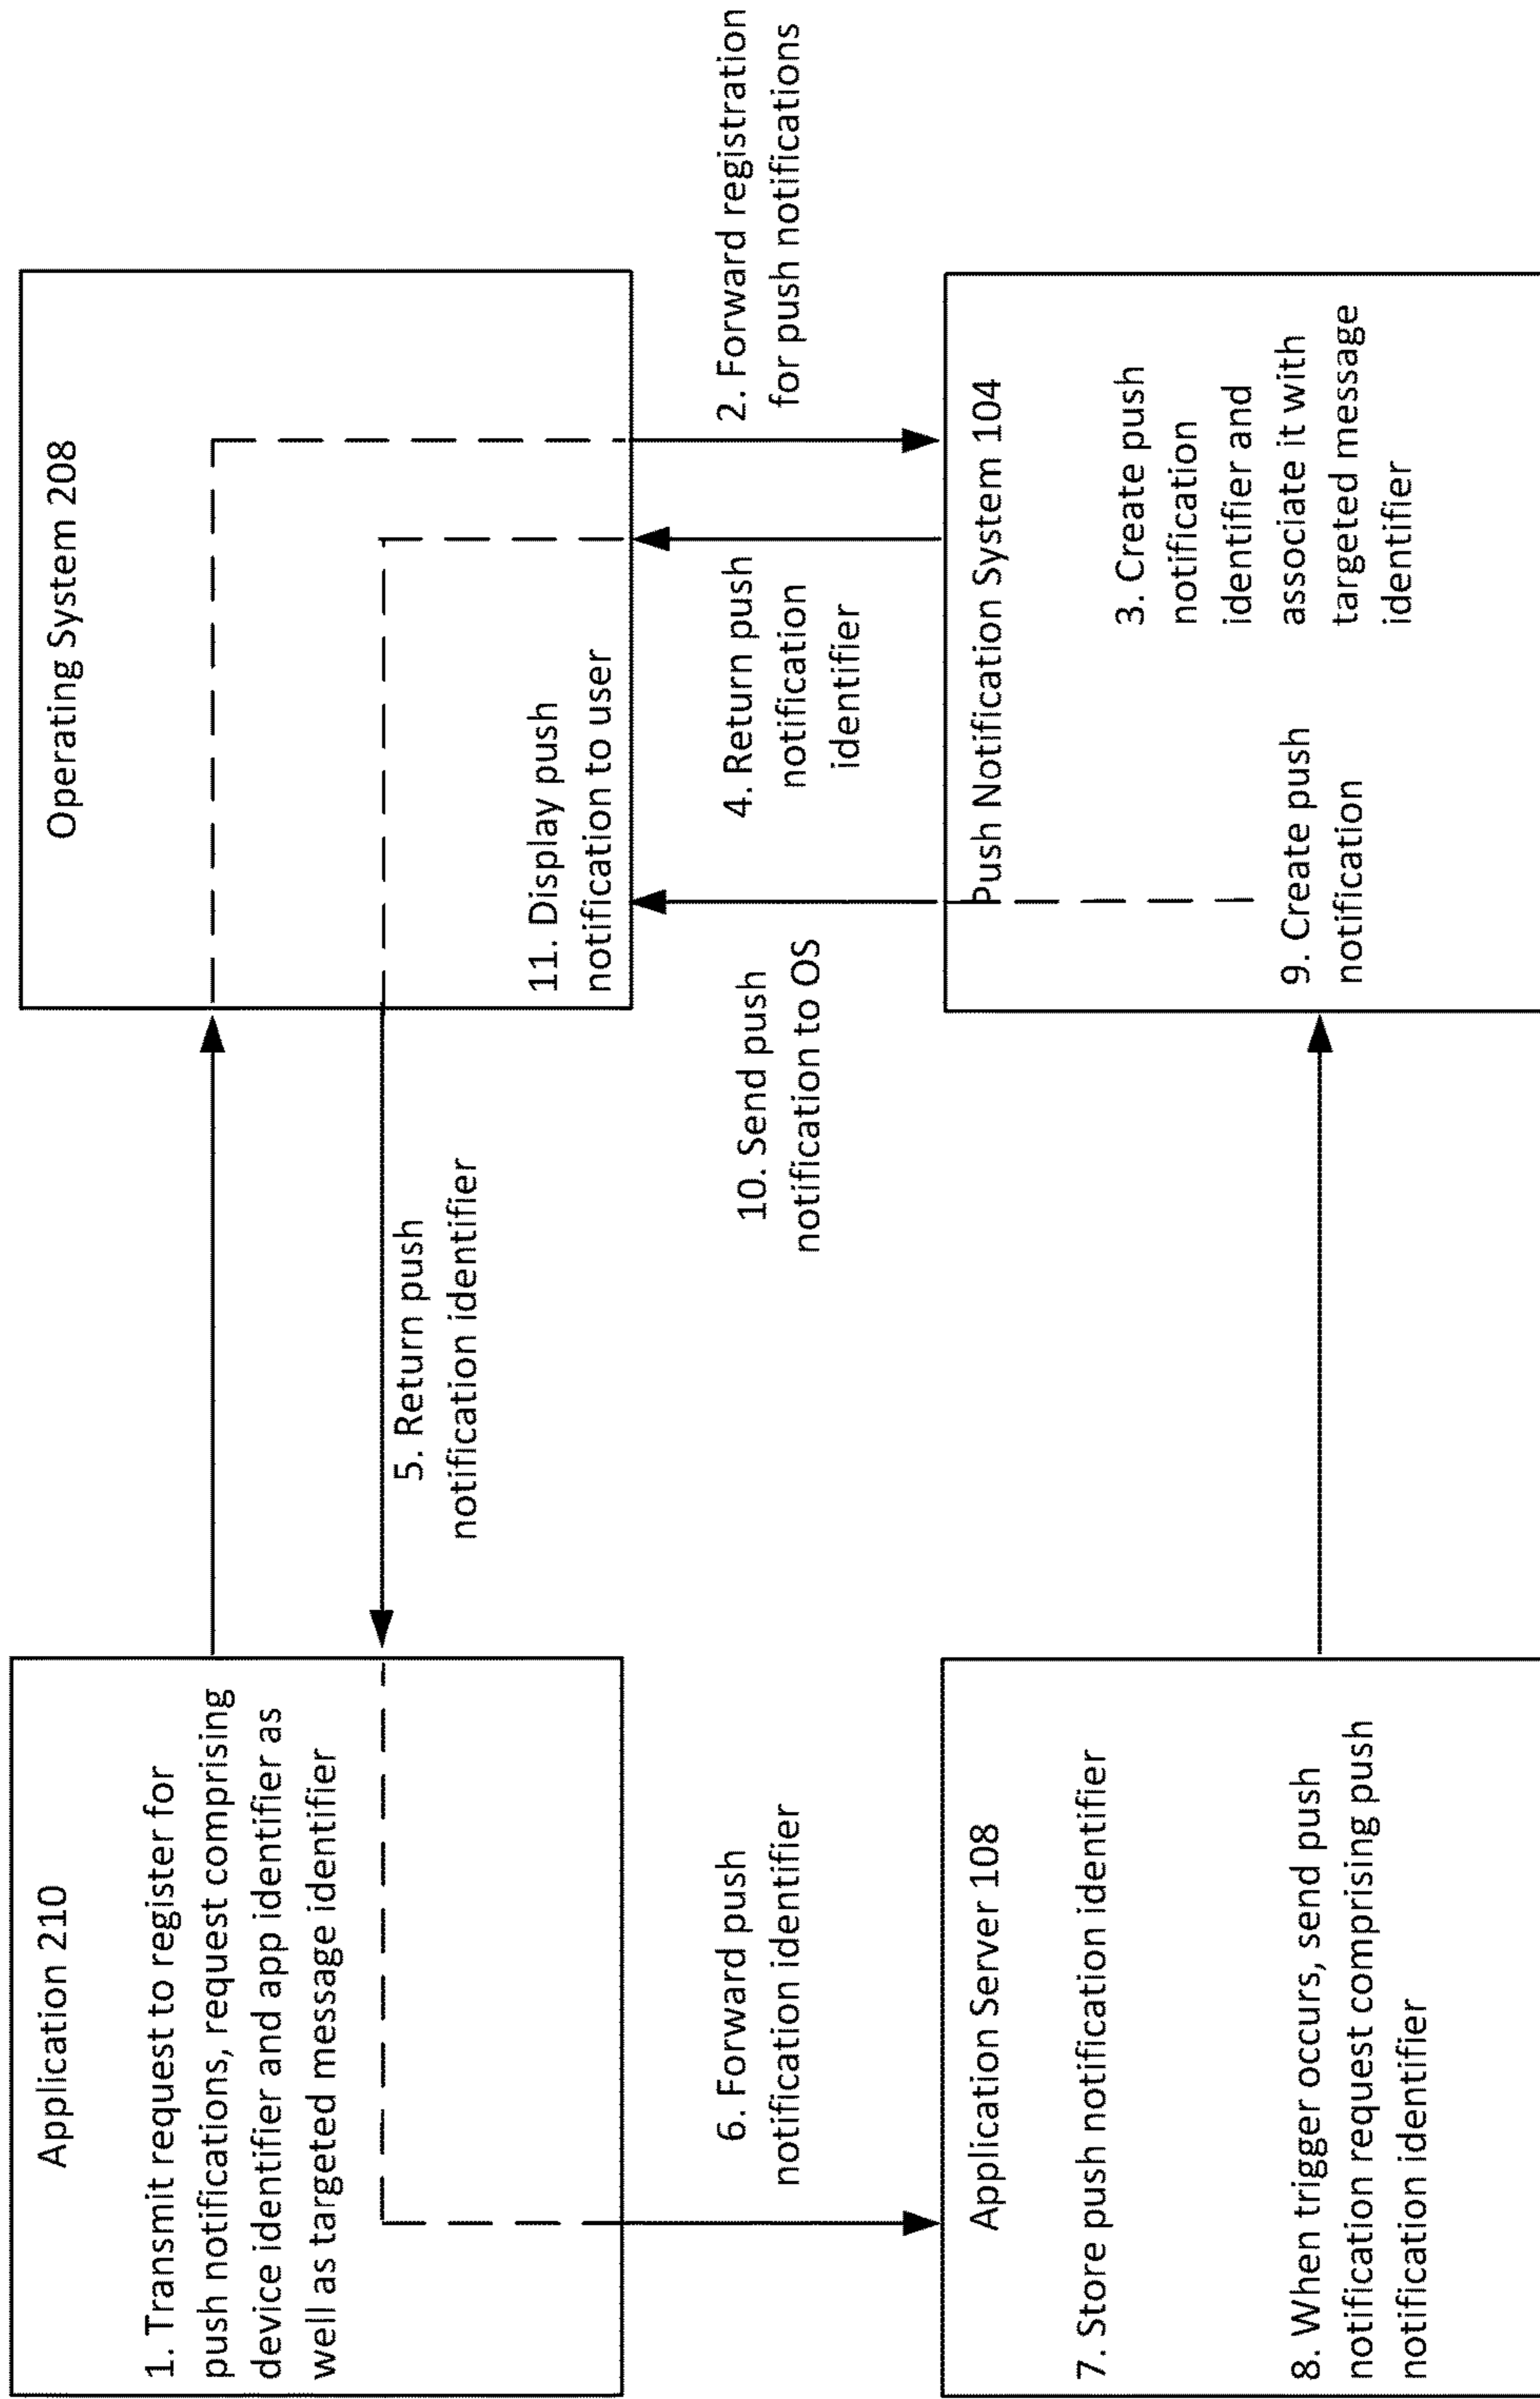 Application 210
1. Transmit request to register for
push notifications, request comprising
device identifier and app identifier as
well as targeted message identifier
Operating System 208
11. Display push
notification to user
5. Return push
notification identifier
2. Forward registration
for push notifications
4. Return push
notification
identifier
10. Send push
notification to OS
6. Forward push
notification identifier
Application Server 108
7. Store push notification identifier
8. When trigger occurs, send push
notification request comprising push
notification identifier
Push Notification System 104
3. Create push
notification
identifier and
associate it with
targeted message
identifier
9. Create push
notification